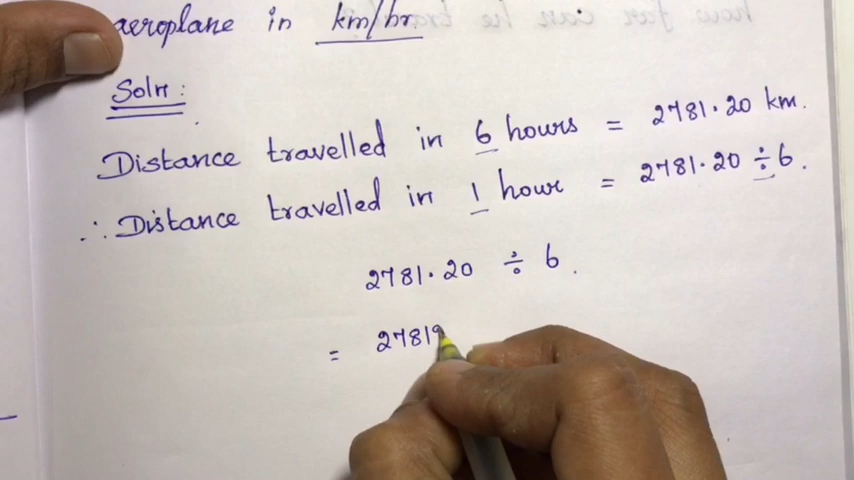 aeroplane in km/hr.
Soln:
Distance travelled in 6 hours = 2781.20 km.
∴ Distance travelled in 1 hour = 2781.20 ÷ 6.
2781.20 ÷ 6.
= 2781